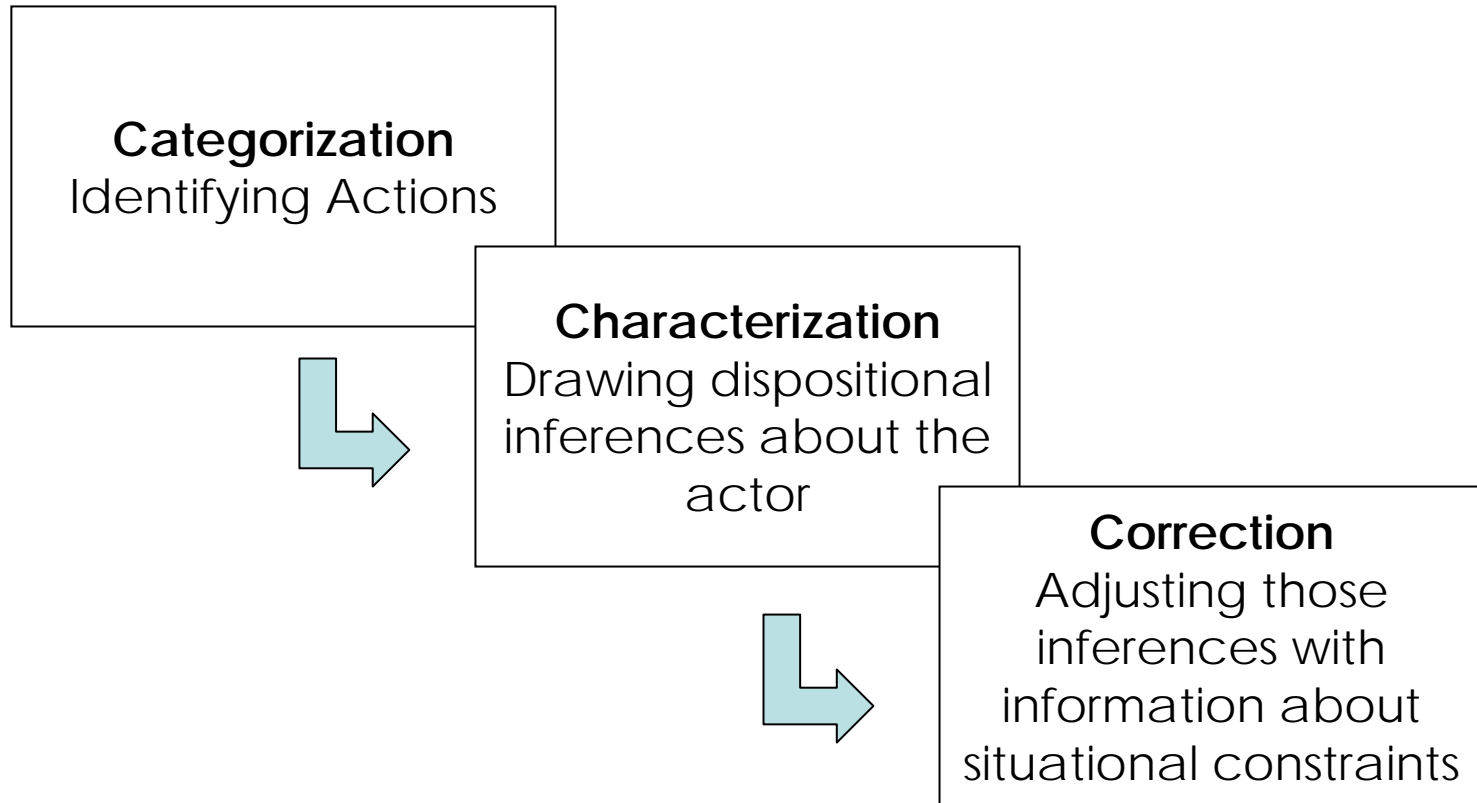 Categorization
Identifying Actions
Characterization
Drawing dispositional
inferences about the
actor
Correction
Adjusting those
inferences with
information about
situational constraints